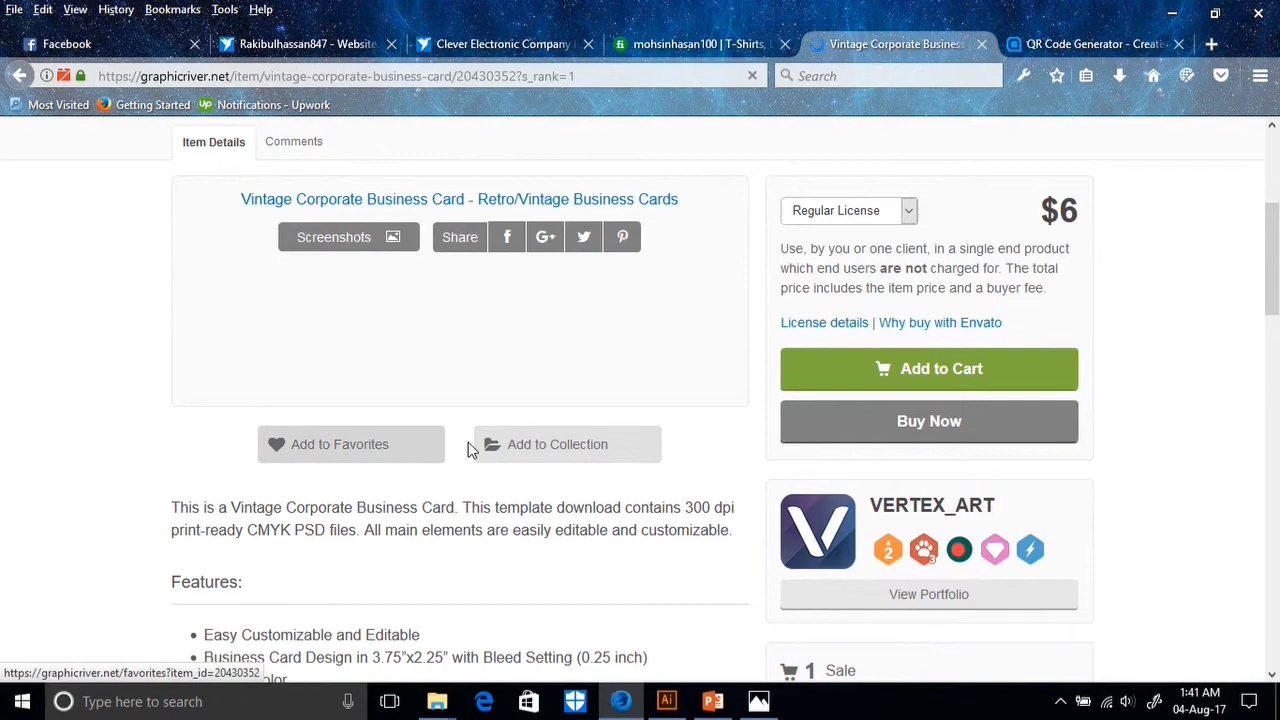 File Edit View History Bookmarks Tools Help
Facebook
Rakibulhassan847 - Website
Clever Electronic Company
mohsinhasan100 | T-Shirts,
Vintage Corporate Business
QR Code Generator - Create
https://graphicriver.net/item/vintage-corporate-business-card/20430352?s_rank=1
Search
Most Visited Getting Started Notifications - Upwork
Item Details Comments
Vintage Corporate Business Card - Retro/Vintage Business Cards
Screenshots Share
Regular License $6
Use, by you or one client, in a single end product
which end users are not charged for. The total
price includes the item price and a buyer fee.
License details | Why buy with Envato
Add to Cart
Buy Now
Add to Favorites Add to Collection
This is a Vintage Corporate Business Card. This template download contains 300 dpi
print-ready CMYK PSD files. All main elements are easily editable and customizable.
Features:
Easy Customizable and Editable
Business Card Design in 3.75”x2.25” with Bleed Setting (0.25 inch)
VERTEX_ART
2
3
View Portfolio
1 Sale
https://graphicriver.net/favorites?item_id=20430352
Type here to search
Ai
1:41 AM
04-Aug-17